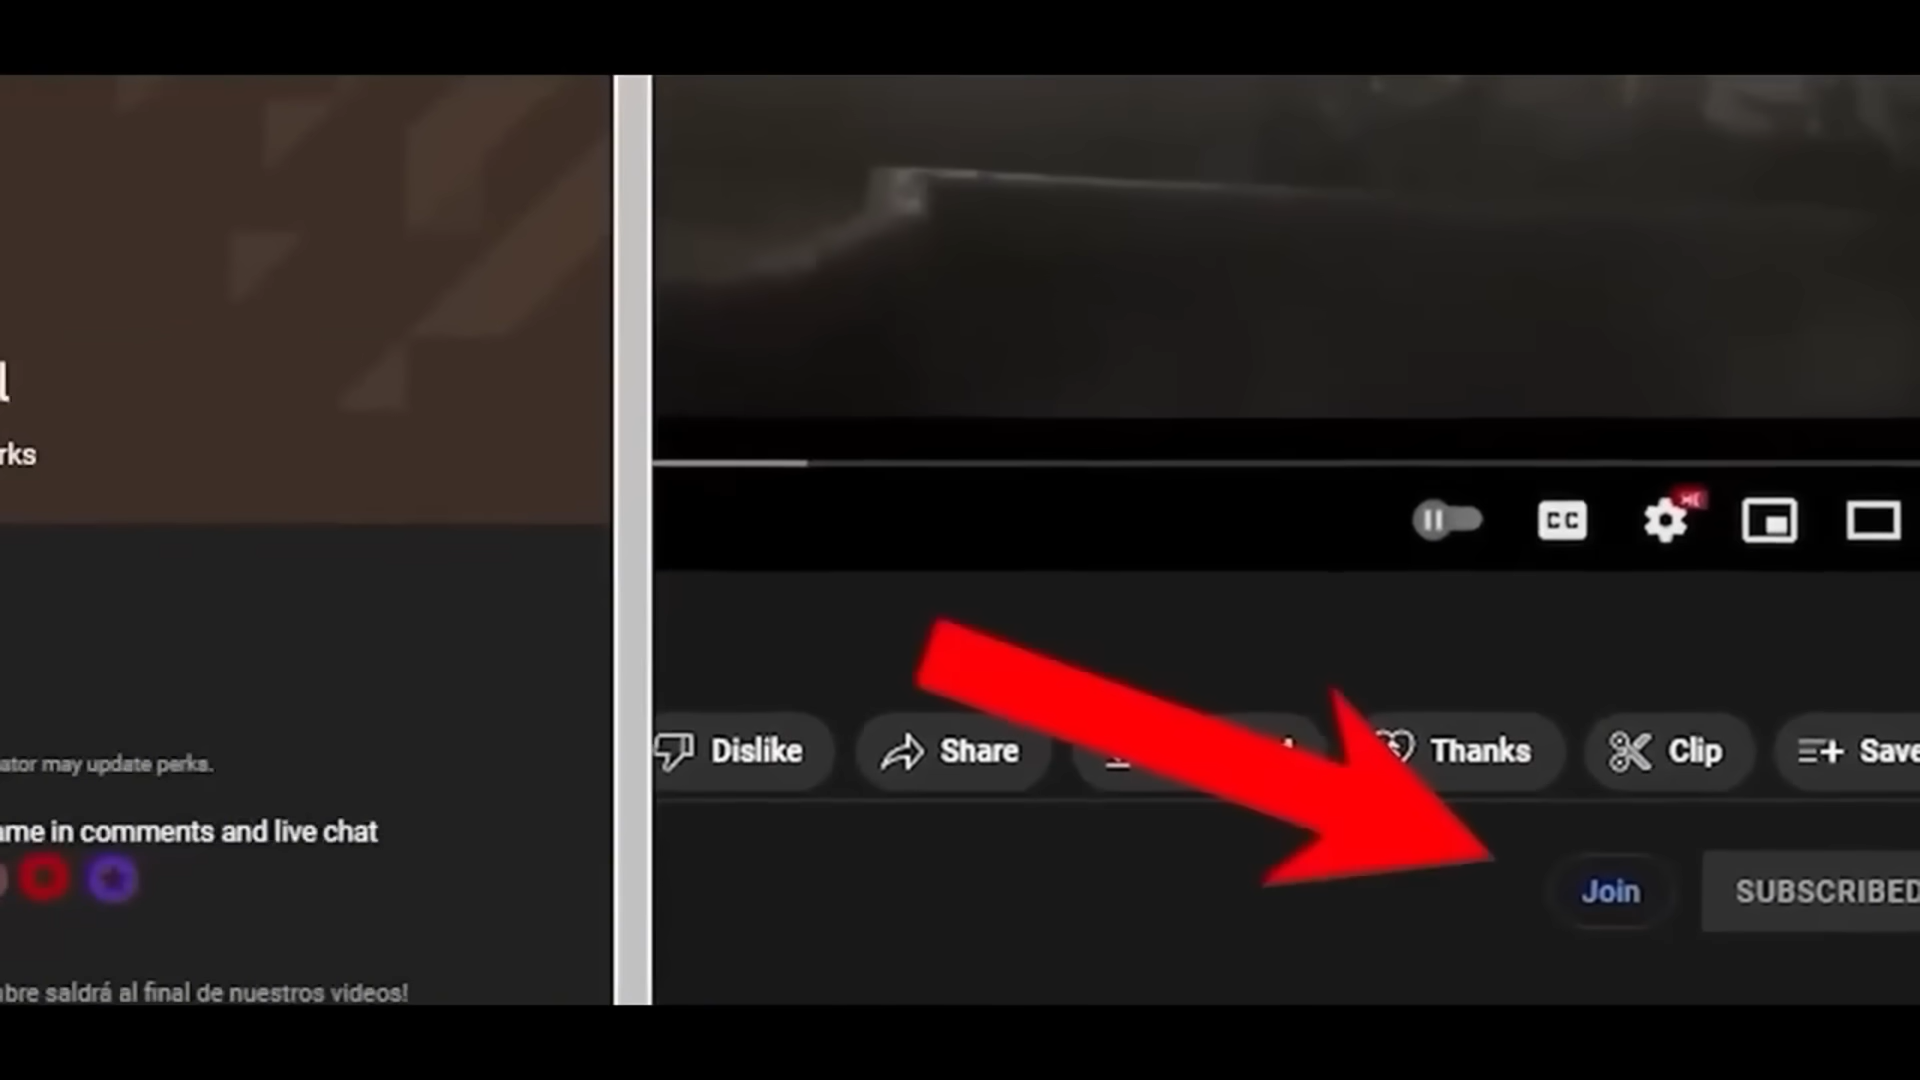 rks
ator may update perks.
ame in comments and live chat
bre saldrá al final de nuestros videos!
CC
Dislike
Share
Thanks
Clip
Save
Join
SUBSCRIBED